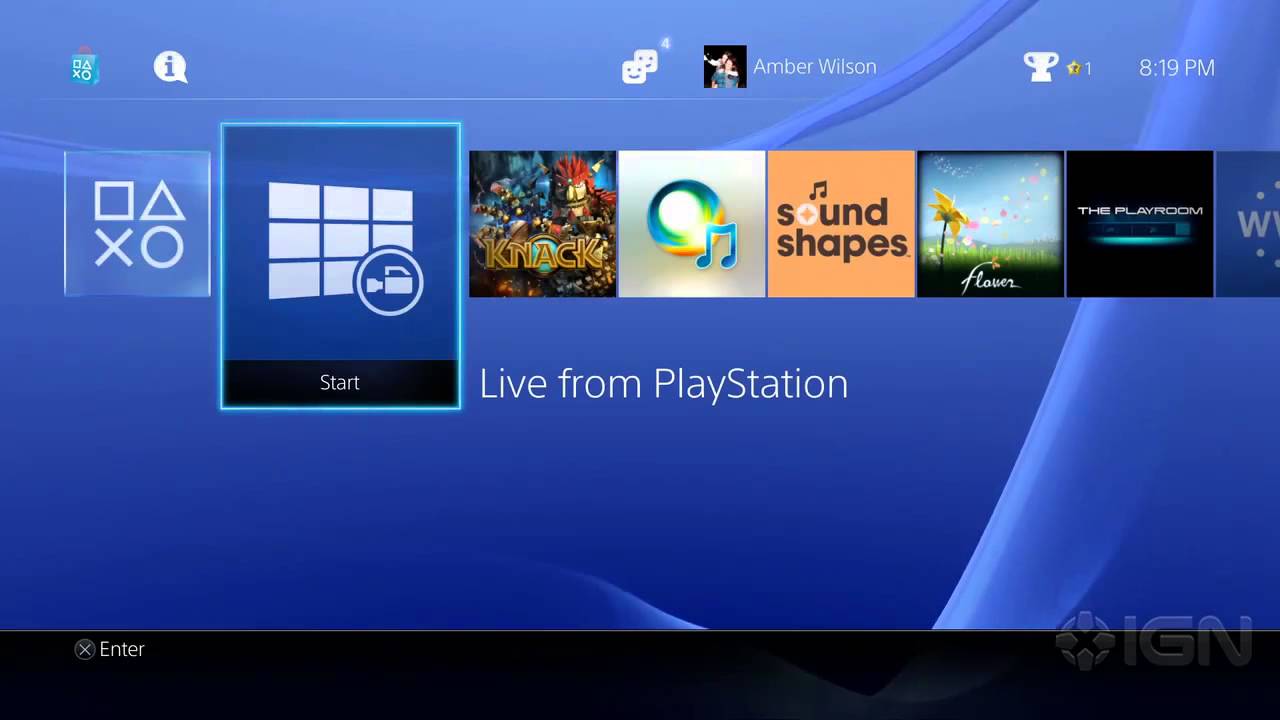 4
Amber Wilson
1
8:19 PM
KNACK
sound
shapes
flower
THE PLAYROOM
Start
Live from PlayStation
Enter
IGN